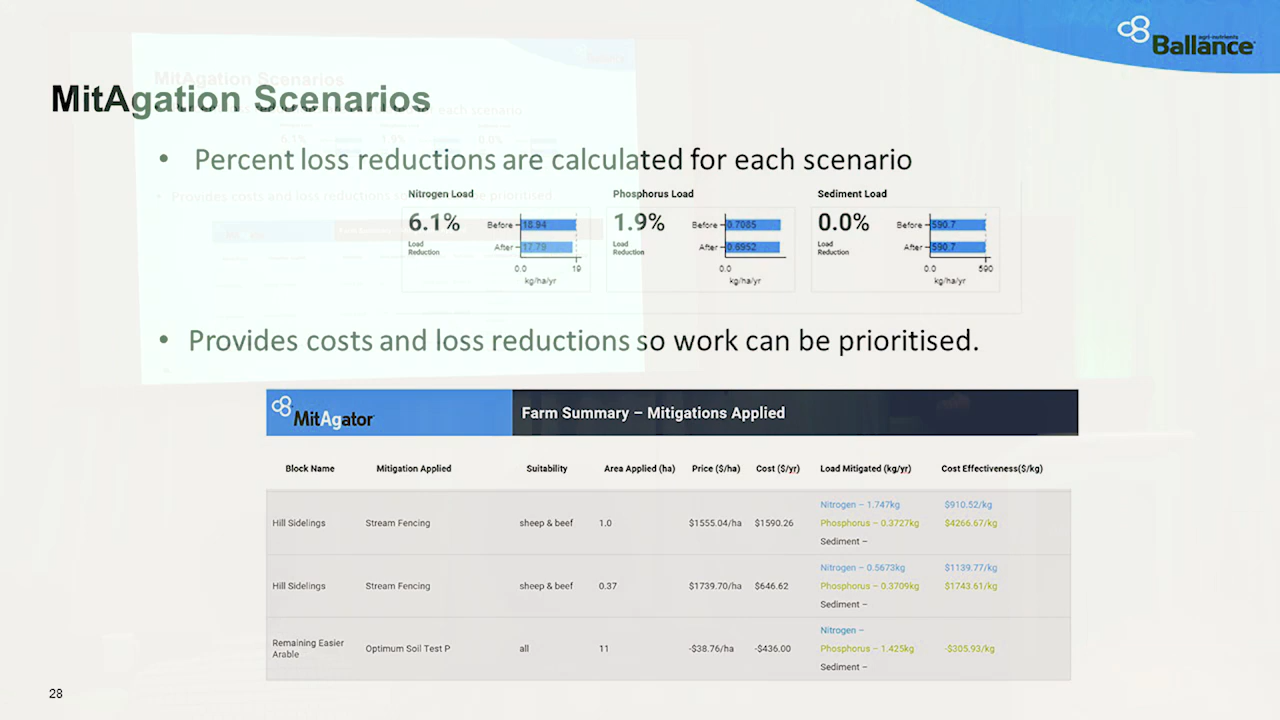 agri-nutrients
Ballance
MitAgation Scenarios
• Percent loss reductions are calculated for each scenario
Nitrogen Load
6.1%
Load
Reduction
Before
18.94
After
17.79
0.0
19
kg/ha/yr
Phosphorus Load
1.9%
Load
Reduction
Before
0.7085
After
0.6952
0.0
kg/ha/yr
Sediment Load
0.0%
Load
Reduction
Before
590.7
After
590.7
0.0
590
kg/ha/yr
• Provides costs and loss reductions so work can be prioritised.
MitAgator
Farm Summary – Mitigations Applied
Block Name Mitigation Applied Suitability Area Applied (ha) Price ($/ha) Cost ($/yr) Load Mitigated (kg/yr) Cost Effectiveness($/kg)
Nitrogen – 1.747kg $910.52/kg
Hill Sidelings Stream Fencing sheep & beef 1.0 $1555.04/ha $1590.26 Phosphorus – 0.3727kg $4266.67/kg
Sediment –
Nitrogen – 0.5673kg $1139.77/kg
Hill Sidelings Stream Fencing sheep & beef 0.37 $1739.70/ha $646.62 Phosphorus – 0.3709kg $1743.61/kg
Sediment –
Nitrogen –
Remaining Easier
Arable Optimum Soil Test P all 11 -$38.76/ha -$436.00 Phosphorus – 1.425kg -$305.93/kg
Sediment –
28